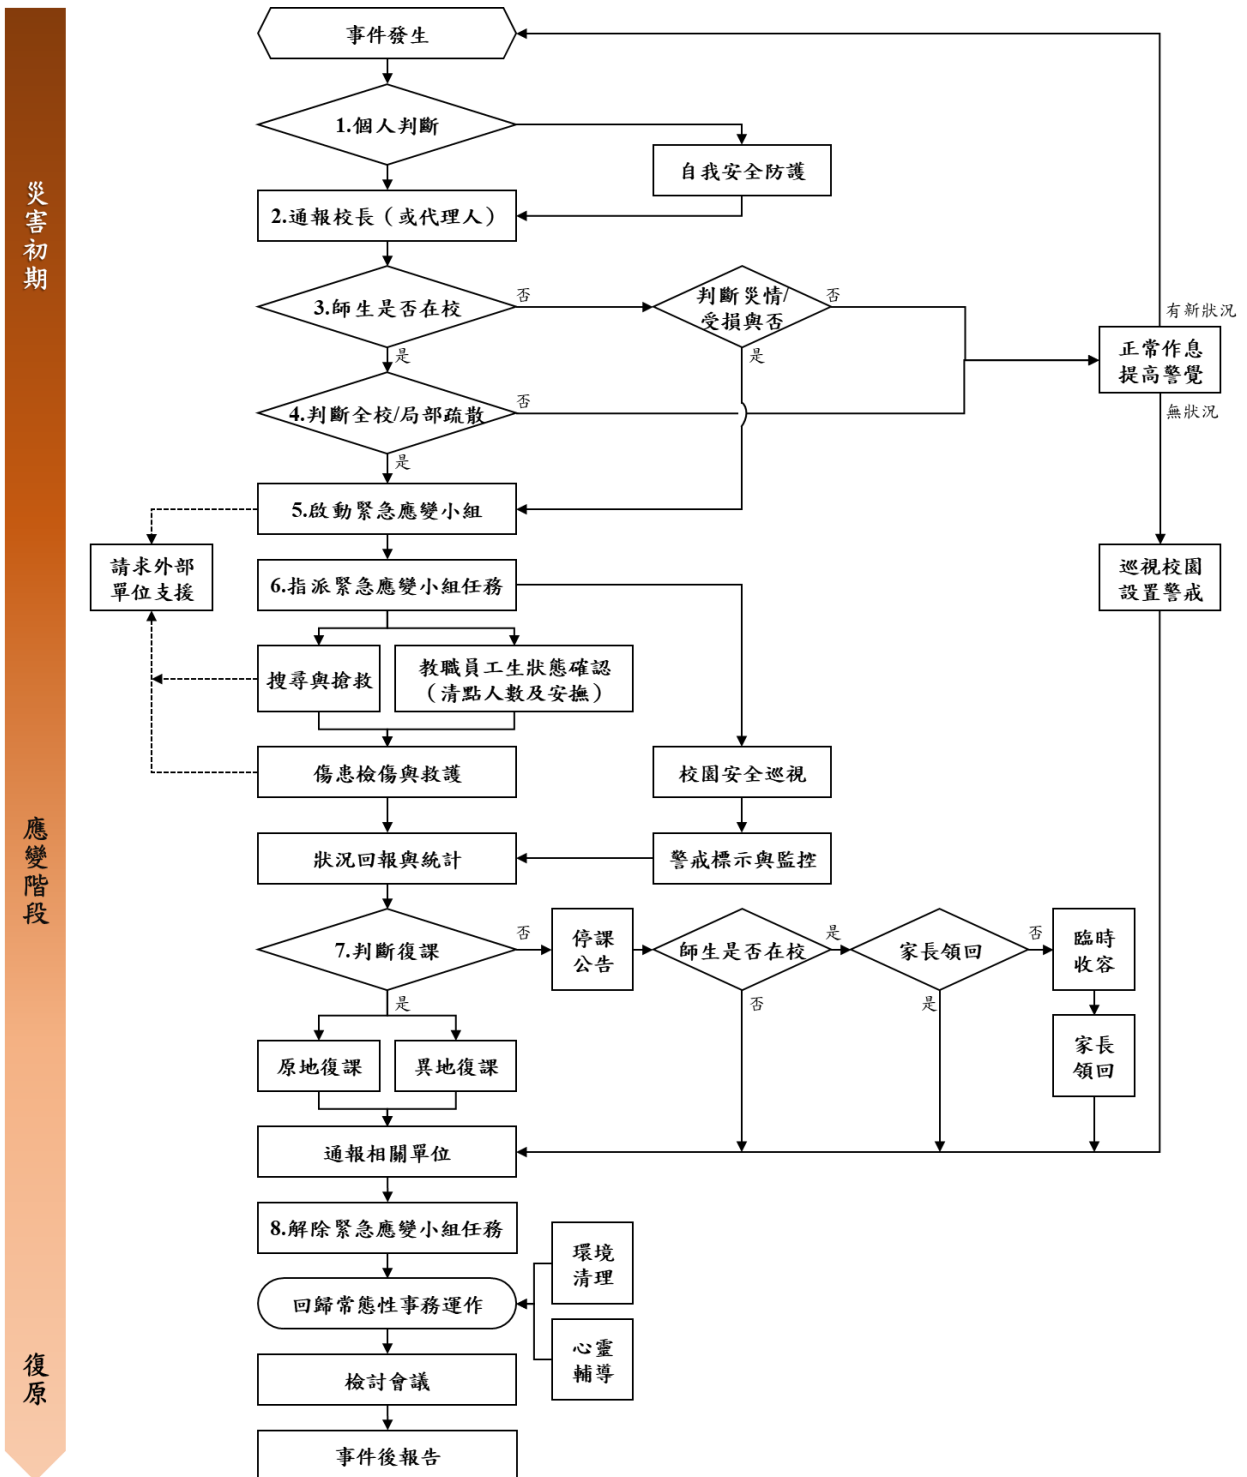 事件發生
1.個人判斷
自我安全防護
2.通報校長（或代理人）
災害初期
3.師生是否在校
否
是
判斷災情/
受損與否
否
是
有新狀況
正常作息
提高警覺
無狀況
4.判斷全校/局部疏散
否
是
5.啟動緊急應變小組
請求外部
單位支援
6.指派緊急應變小組任務
巡視校園
設置警戒
搜尋與搶救
教職員工生狀態確認
（清點人數及安撫）
傷患檢傷與救護
校園安全巡視
應變階段
狀況回報與統計
警戒標示與監控
7.判斷復課
否
是
停課
公告
師生是否在校
是
否
家長領回
否
是
臨時
收容
家長
領回
原地復課
異地復課
通報相關單位
8.解除緊急應變小組任務
環境
清理
回歸常態性事務運作
心靈
輔導
復原
檢討會議
事件後報告